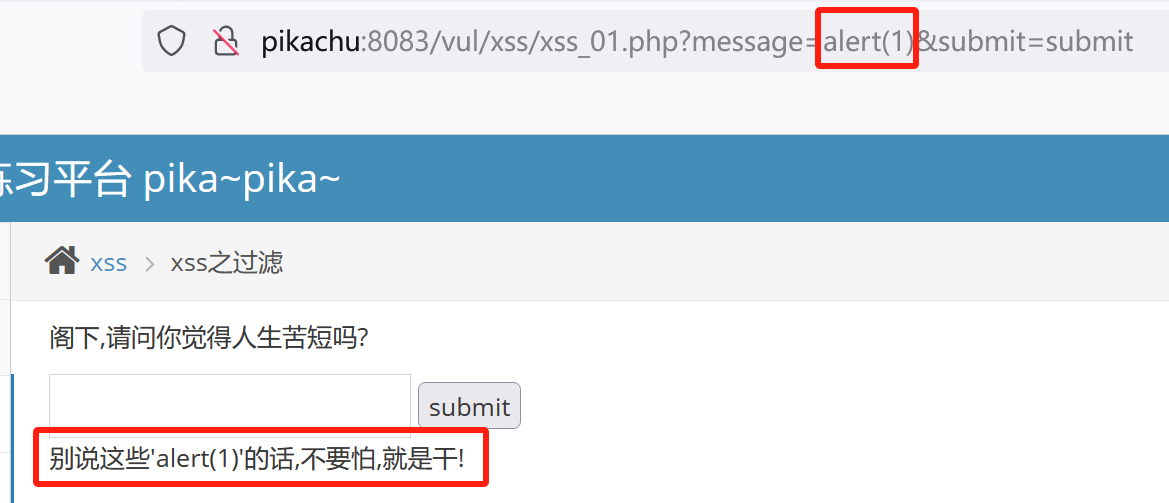 pikachu:8083/vul/xss/xss_01.php?message=alert(1)&submit=submit
练习平台 pika~pika~
xss > xss之过滤
阁下,请问你觉得人生苦短吗?
submit
别说这些'alert(1)'的话,不要怕,就是干!